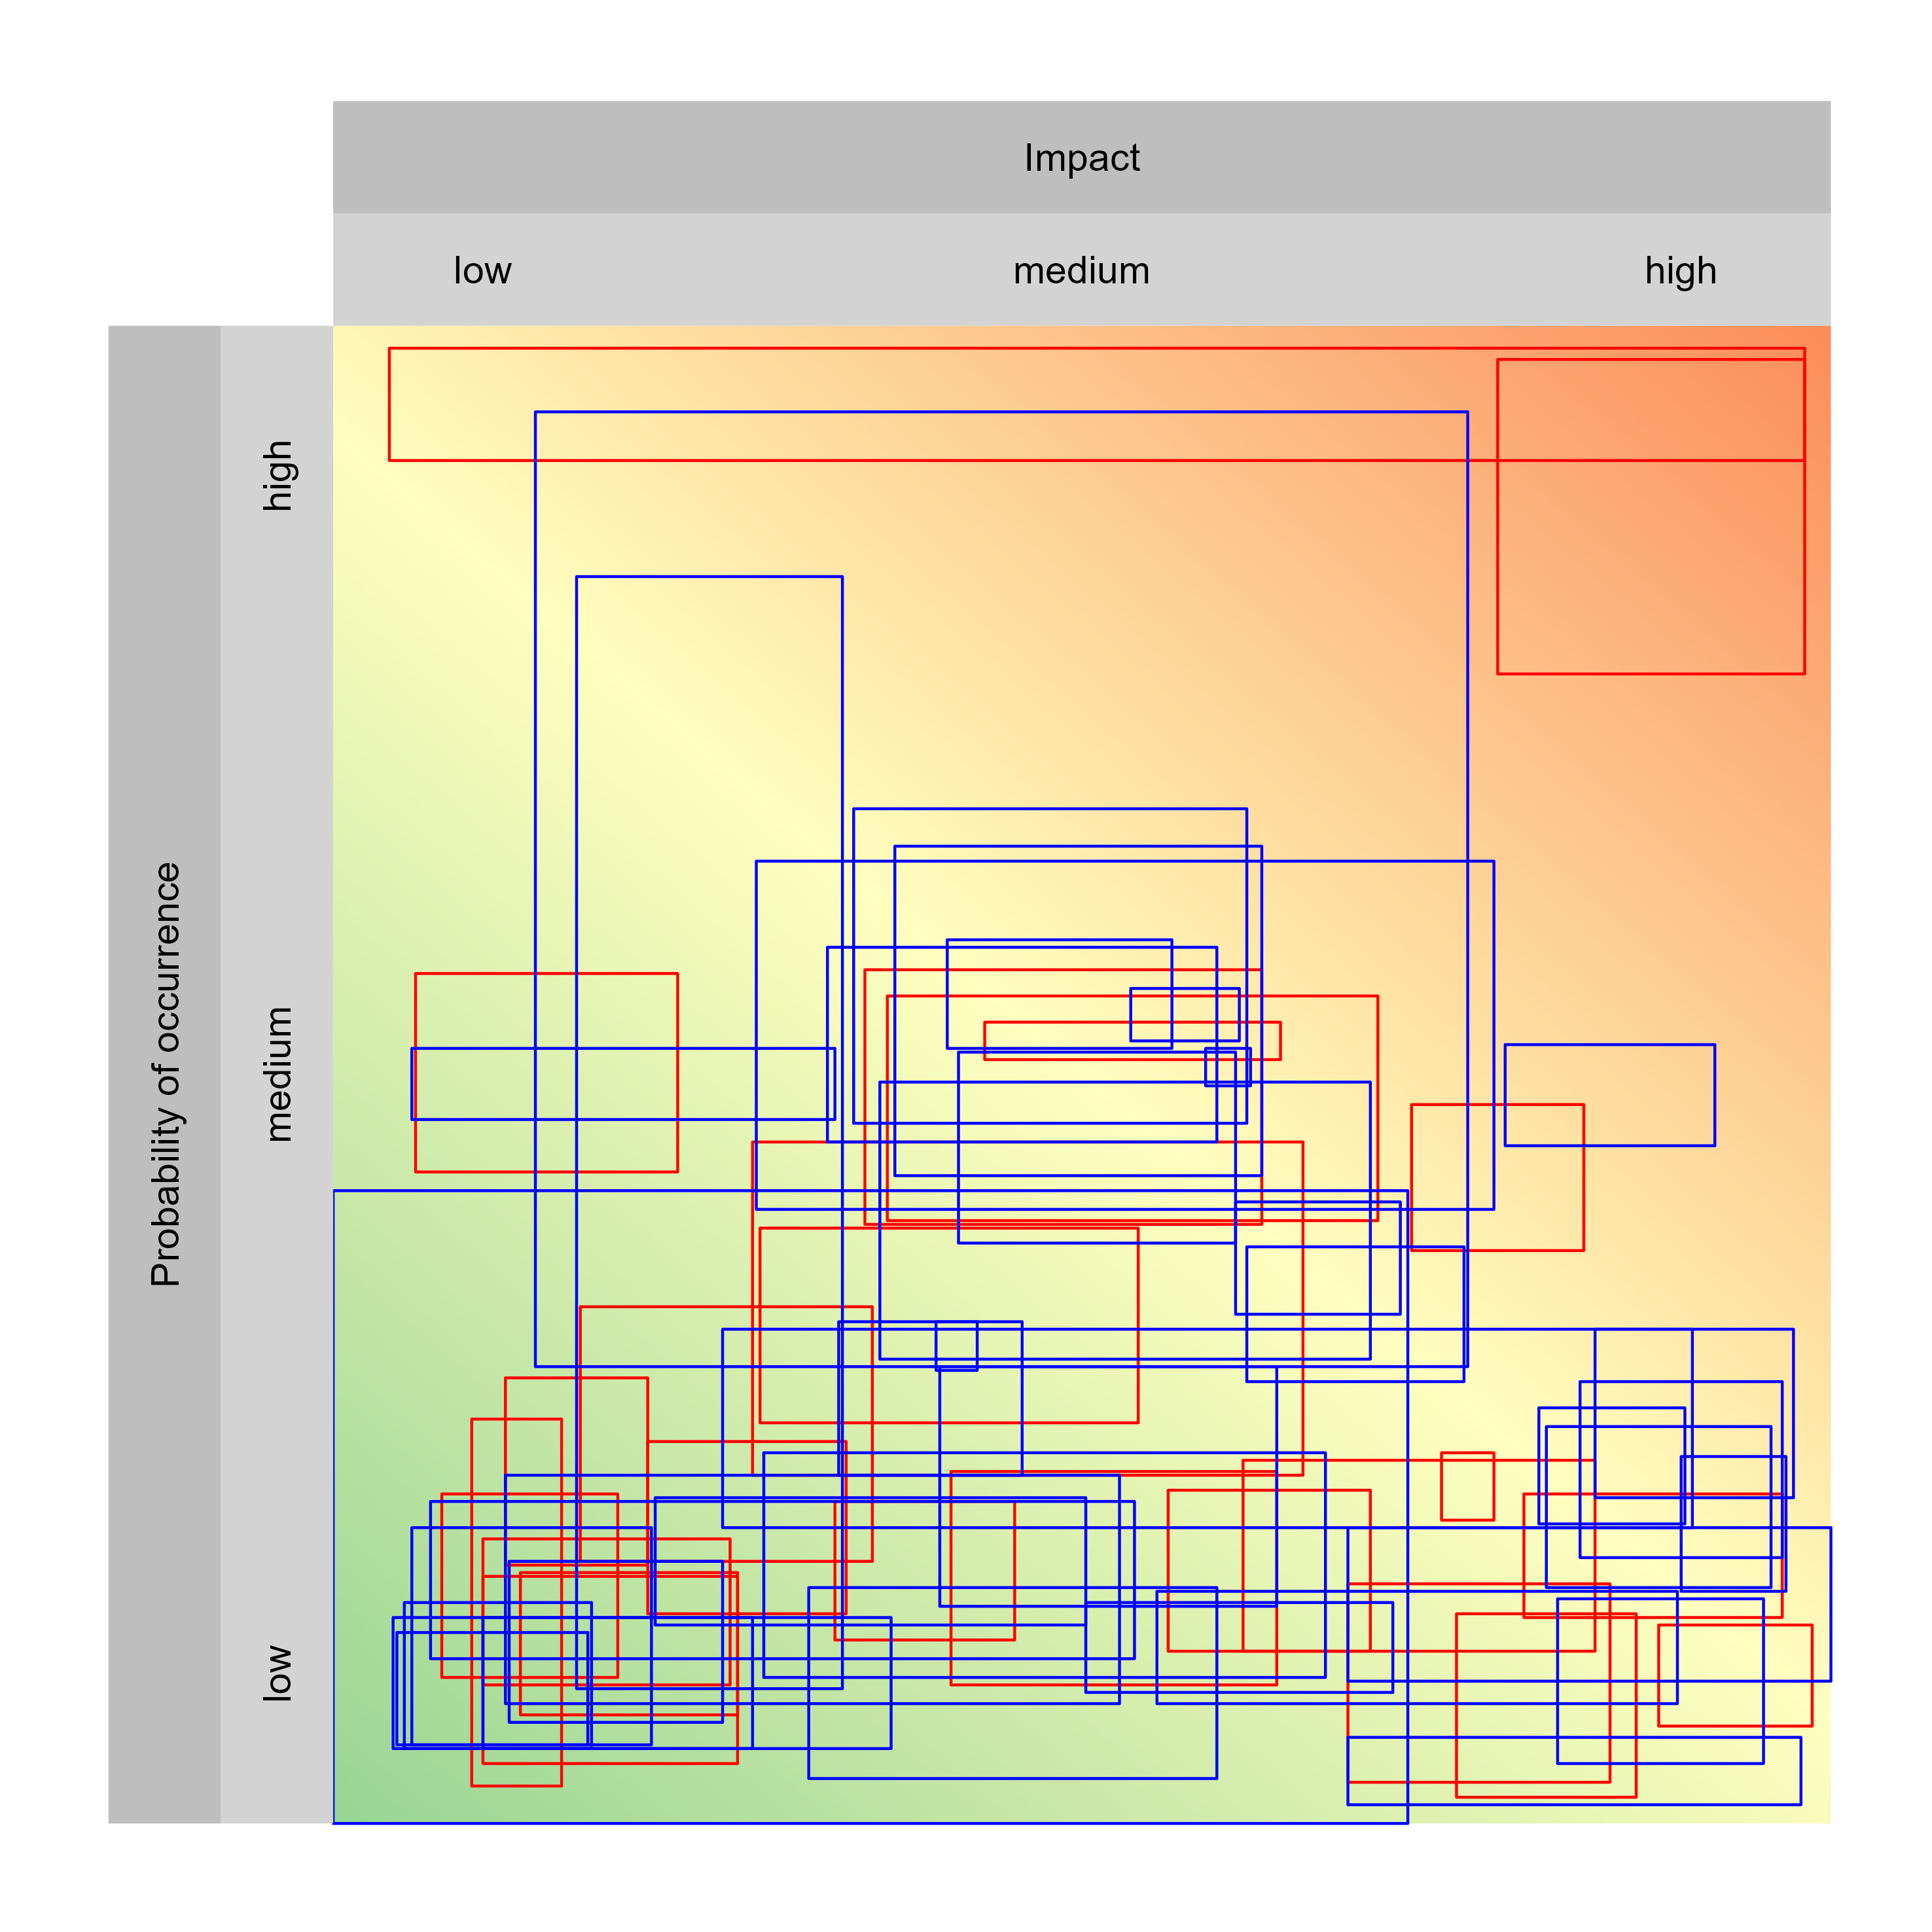 Impact
low
medium
high
Probability of occurrence
high
medium
low